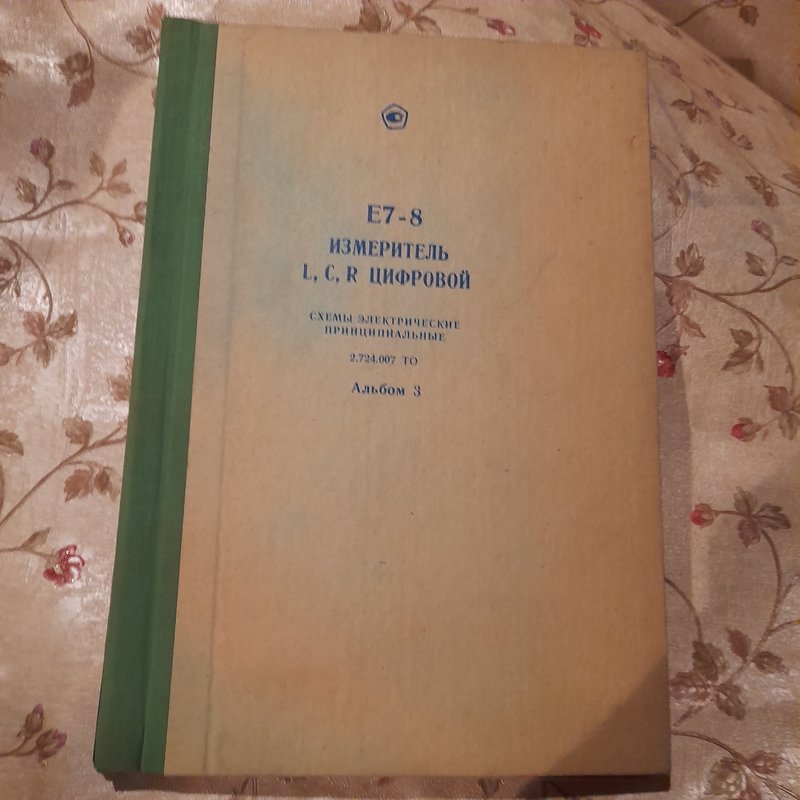 Е7-8
ИЗМЕРИТЕЛЬ
L, C, R ЦИФРОВОЙ
СХЕМЫ ЭЛЕКТРИЧЕСКИЕ
ПРИНЦИПИАЛЬНЫЕ
2.724.007 ТО
Альбом 3